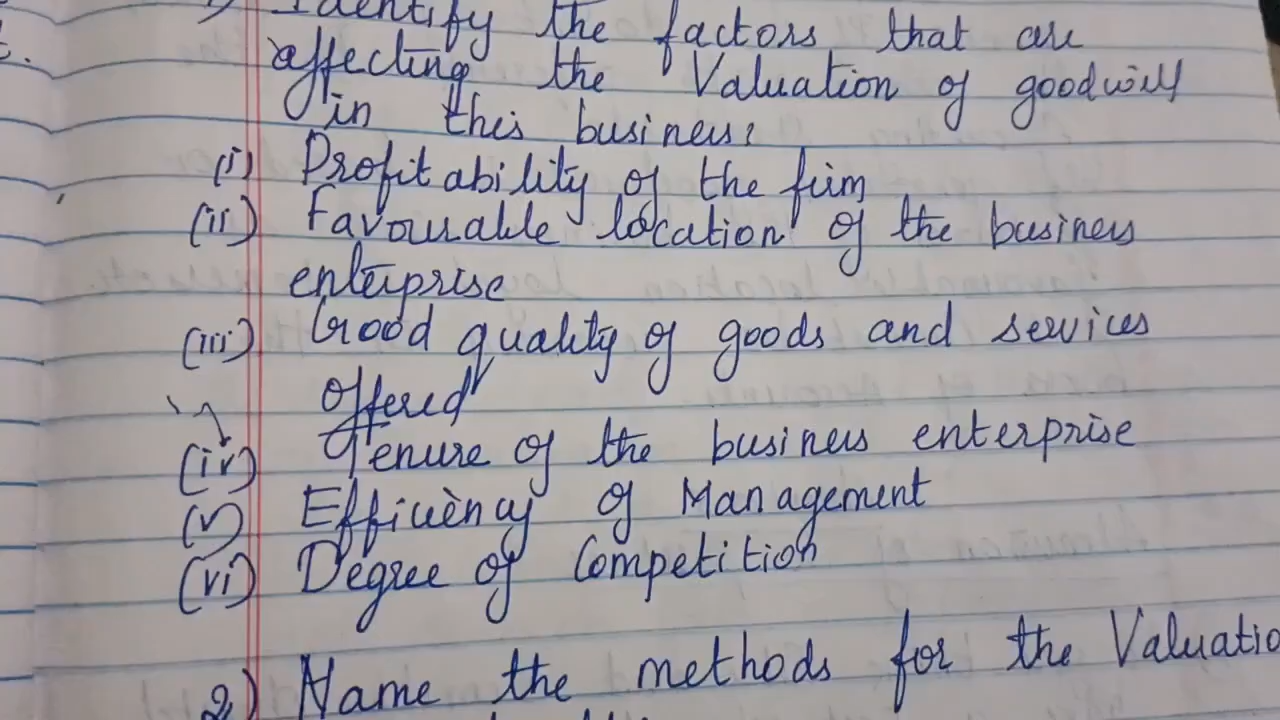 1) Identify the factors that are
affecting the Valuation of goodwill
in this business?
(i) Profitability of the firm
(ii) Favourable location of the business
enterprise
(iii) Good quality of goods and services
offered
(iv) Tenure of the business enterprise
(v) Efficiency of Management
(vi) Degree of Competition
2) Name the methods for the Valuatio